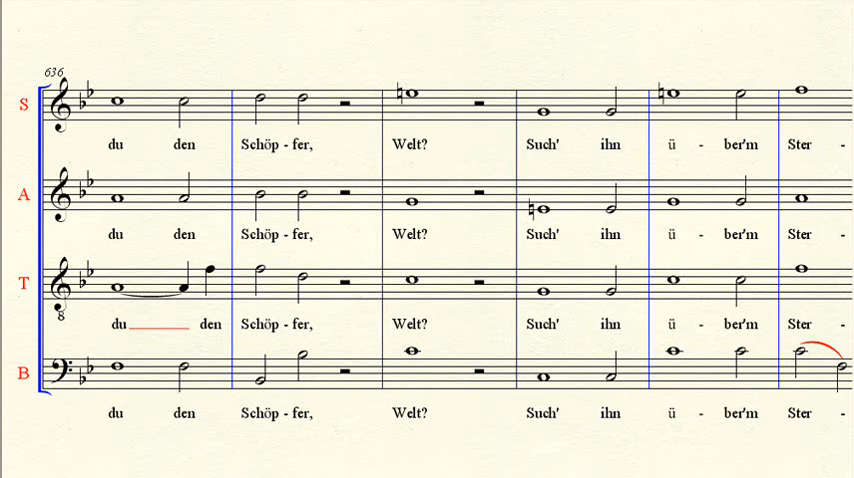 636
S
du den Schöp - fer, Welt? Such' ihn ü - ber'm Ster -
A
du den Schöp - fer, Welt? Such' ihn ü - ber'm Ster -
T
8
du den Schöp - fer, Welt? Such' ihn ü - ber'm Ster -
B
du den Schöp - fer, Welt? Such' ihn ü - ber'm Ster -